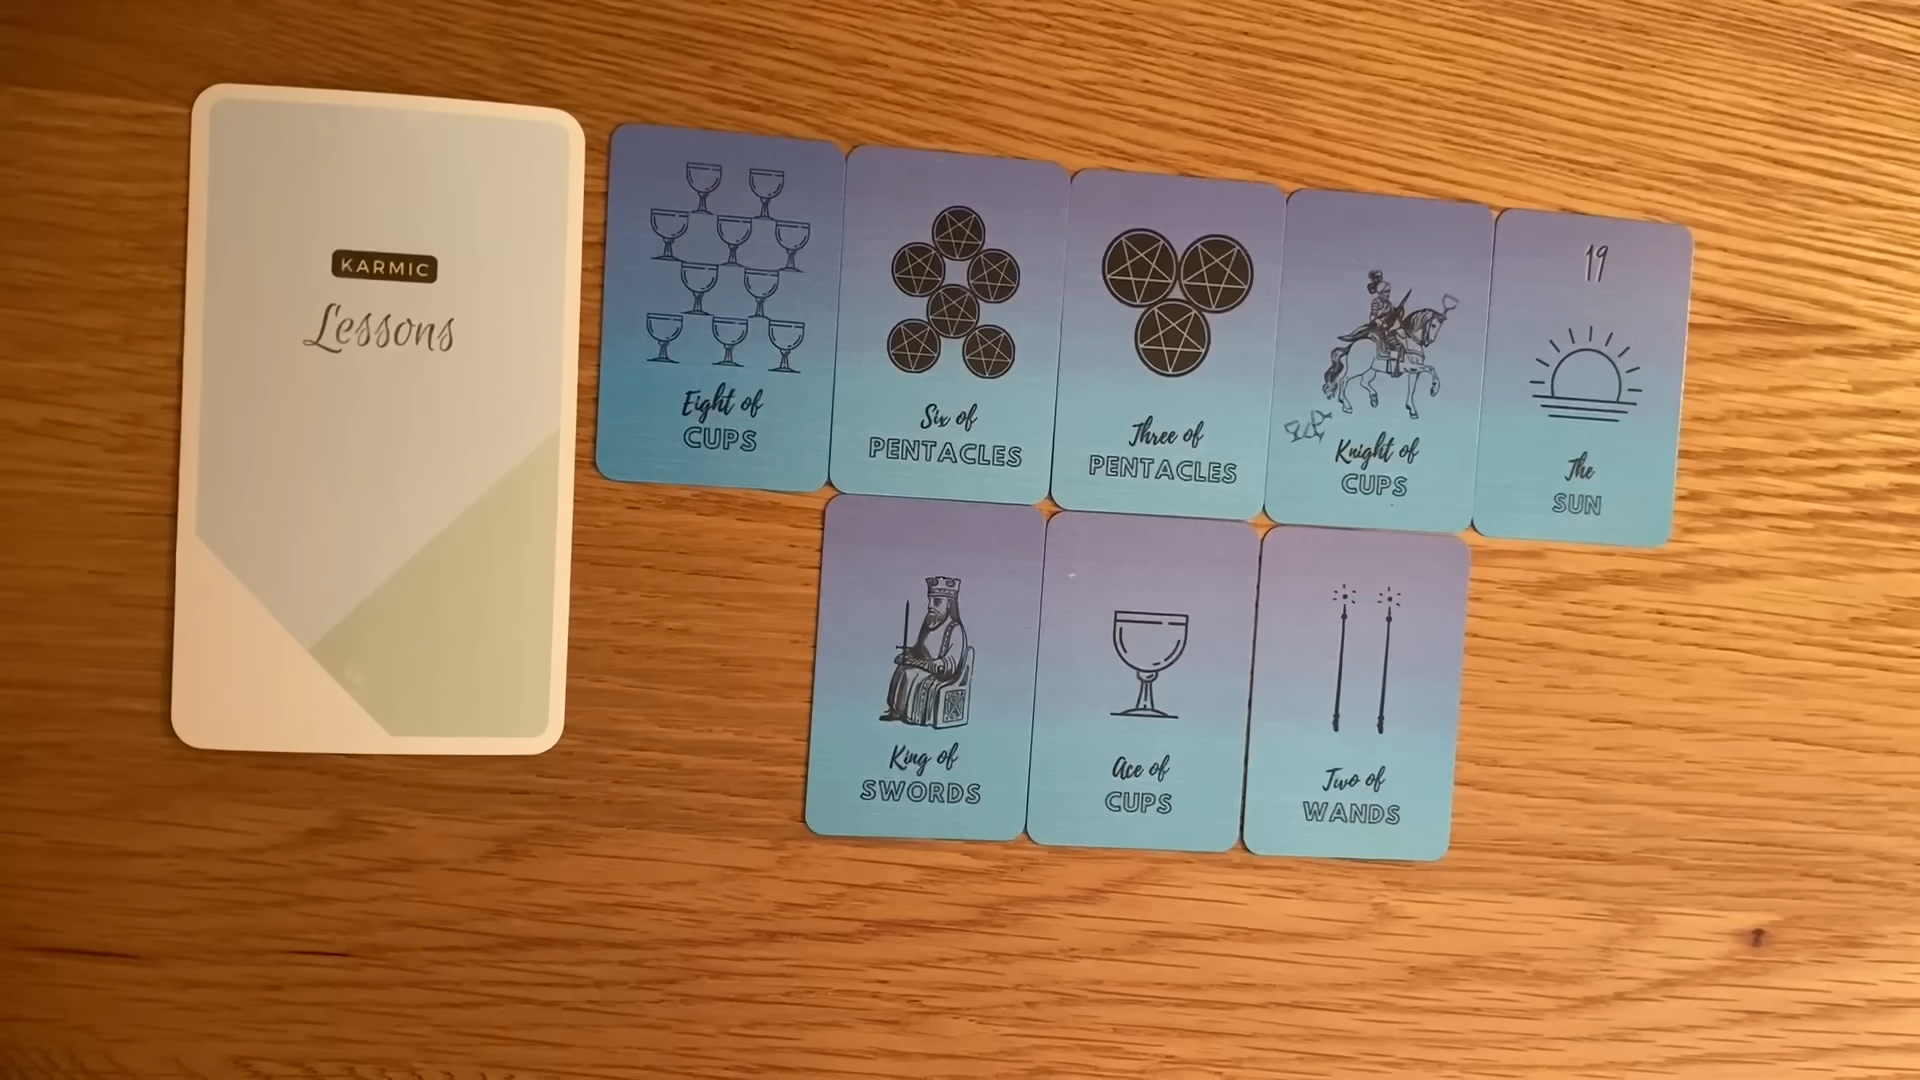 KARMIC
Lessons
Eight of
CUPS
Six of
PENTACLES
Three of
PENTACLES
Knight of
CUPS
19
The
SUN
King of
SWORDS
Ace of
CUPS
Two of
WANDS